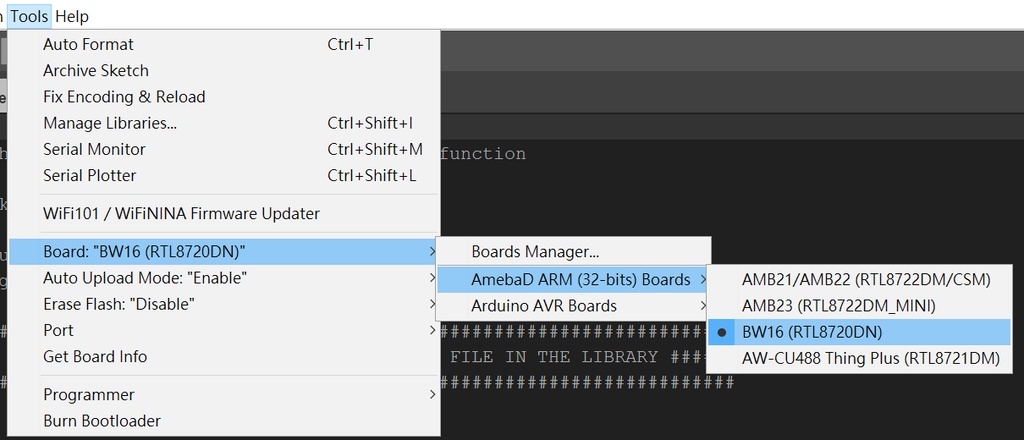 Tools Help
Auto Format Ctrl+T
Archive Sketch
Fix Encoding & Reload
Manage Libraries... Ctrl+Shift+I
Serial Monitor Ctrl+Shift+M
function
Serial Plotter Ctrl+Shift+L
WiFi101 / WiFiNINA Firmware Updater
Board: "BW16 (RTL8720DN)"
Boards Manager...
Auto Upload Mode: "Enable"
AmebaD ARM (32-bits) Boards
AMB21/AMB22 (RTL8722DM/CSM)
Erase Flash: "Disable"
Arduino AVR Boards
AMB23 (RTL8722DM_MINI)
Port
BW16 (RTL8720DN)
Get Board Info
FILE IN THE LIBRARY
AW-CU488 Thing Plus (RTL8721DM)
Programmer
Burn Bootloader